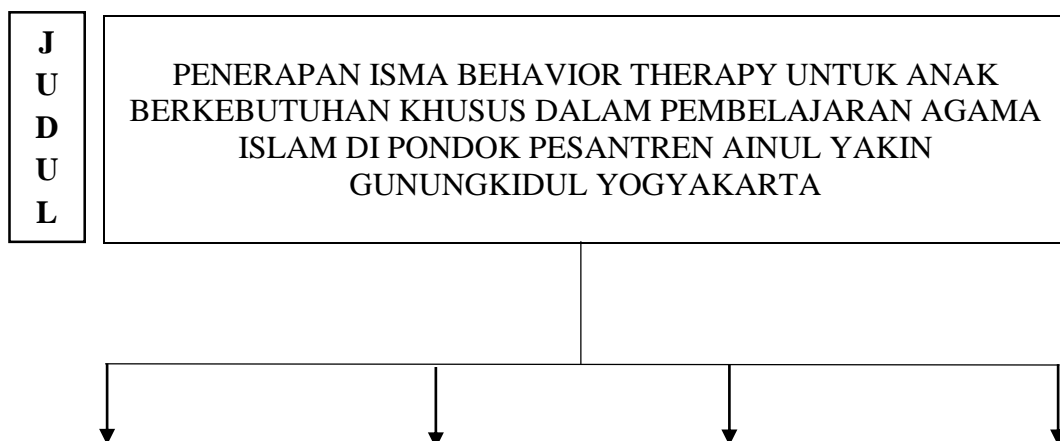 J
U
D
U
L
PENERAPAN ISMA BEHAVIOR THERAPY UNTUK ANAK
BERKEBUTUHAN KHUSUS DALAM PEMBELAJARAN AGAMA
ISLAM DI PONDOK PESANTREN AINUL YAKIN
GUNUNGKIDUL YOGYAKARTA